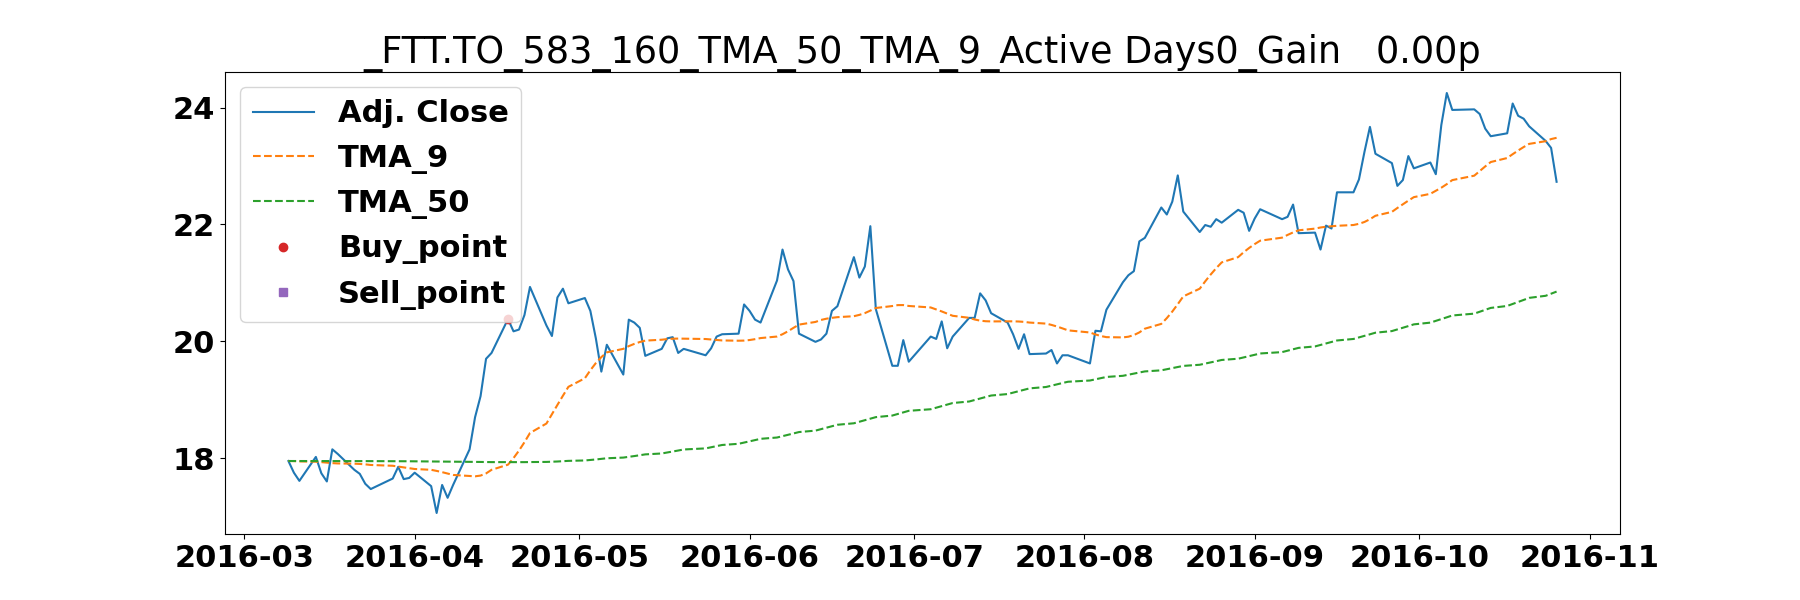 _FTT.TO_583_160_TMA_50_TMA_9_Active Days0_Gain   0.00p
Adj. Close
TMA_9
TMA_50
Buy_point
Sell_point
24
22
20
18
2016-03 2016-04 2016-05 2016-06 2016-07 2016-08 2016-09 2016-10 2016-11